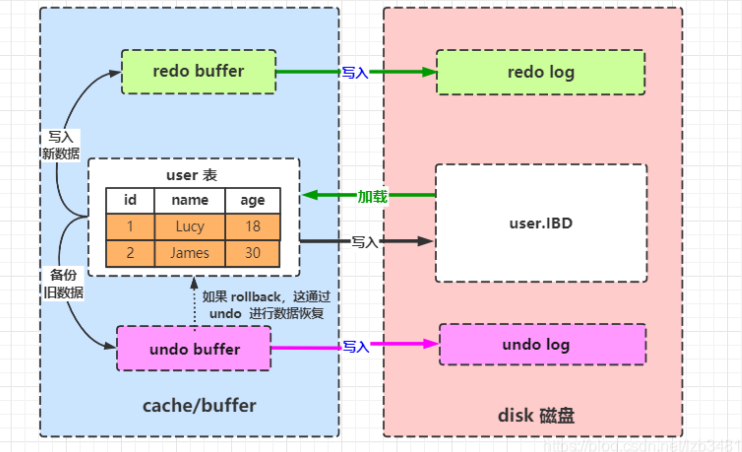 redo buffer
写入
redo log
写入
新数据
user 表
id name age
1 Lucy 18
2 James 30
加载
写入
user.IBD
备份
旧数据
如果 rollback，这通过
undo 进行数据恢复
undo buffer
写入
undo log
cache/buffer
disk 磁盘
https://blog.csdn.net/lzb3481